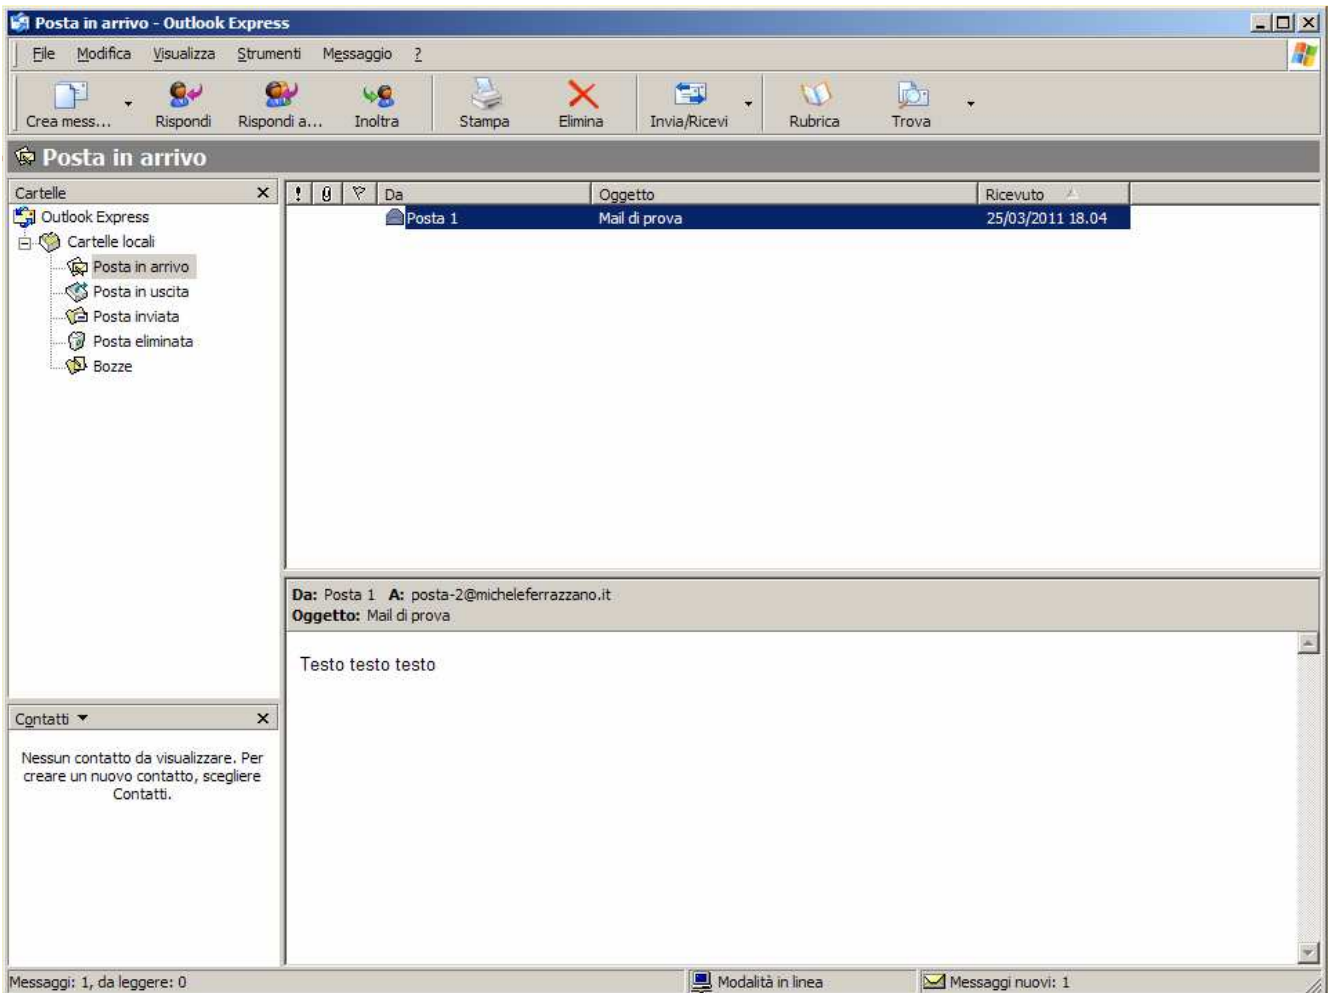 Posta in arrivo - Outlook Express
File Modifica Visualizza Strumenti Messaggio ?
Crea mess... Rispondi Rispondi a... Inoltra Stampa Elimina Invia/Ricevi Rubrica Trova
Posta in arrivo
Cartelle
Outlook Express
Cartelle locali
Posta in arrivo
Posta in uscita
Posta inviata
Posta eliminata
Bozze
Contatti
Nessun contatto da visualizzare. Per
creare un nuovo contatto, scegliere
Contatti.
! Da Oggetto Ricevuto
Posta 1 Mail di prova 25/03/2011 18.04
Da: Posta 1 A: posta-2@micheleferrazzano.it
Oggetto: Mail di prova
Testo testo testo
Messaggi: 1, da leggere: 0 Modalità in linea Messaggi nuovi: 1